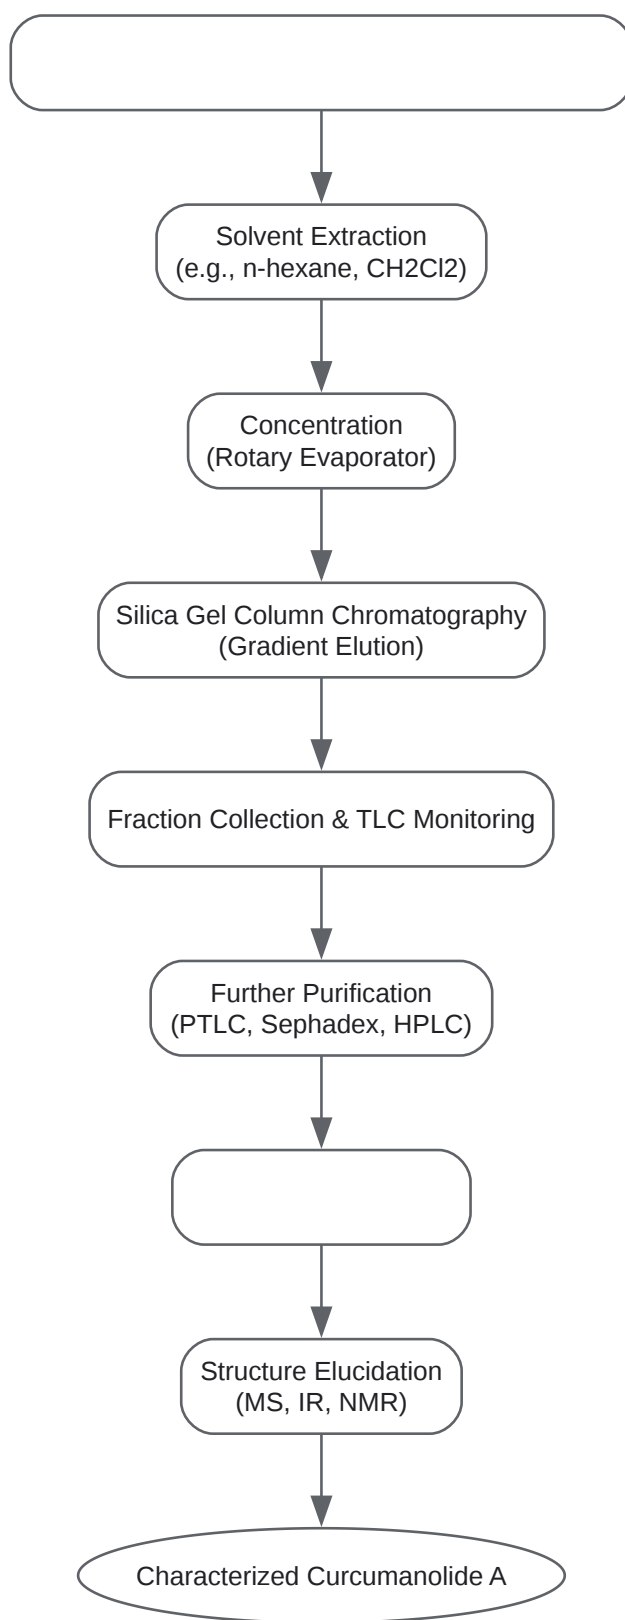 Solvent Extraction
(e.g., n-hexane, CH2Cl2)
Concentration
(Rotary Evaporator)
Silica Gel Column Chromatography
(Gradient Elution)
Fraction Collection & TLC Monitoring
Further Purification
(PTLC, Sephadex, HPLC)
Structure Elucidation
(MS, IR, NMR)
Characterized Curcumanolide A